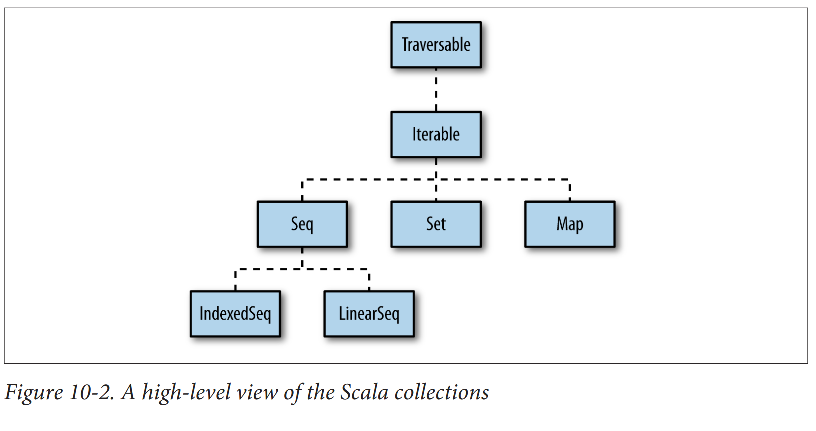 Traversable
Iterable
Seq
Set
Map
IndexedSeq
LinearSeq
Figure 10-2. A high-level view of the Scala collections